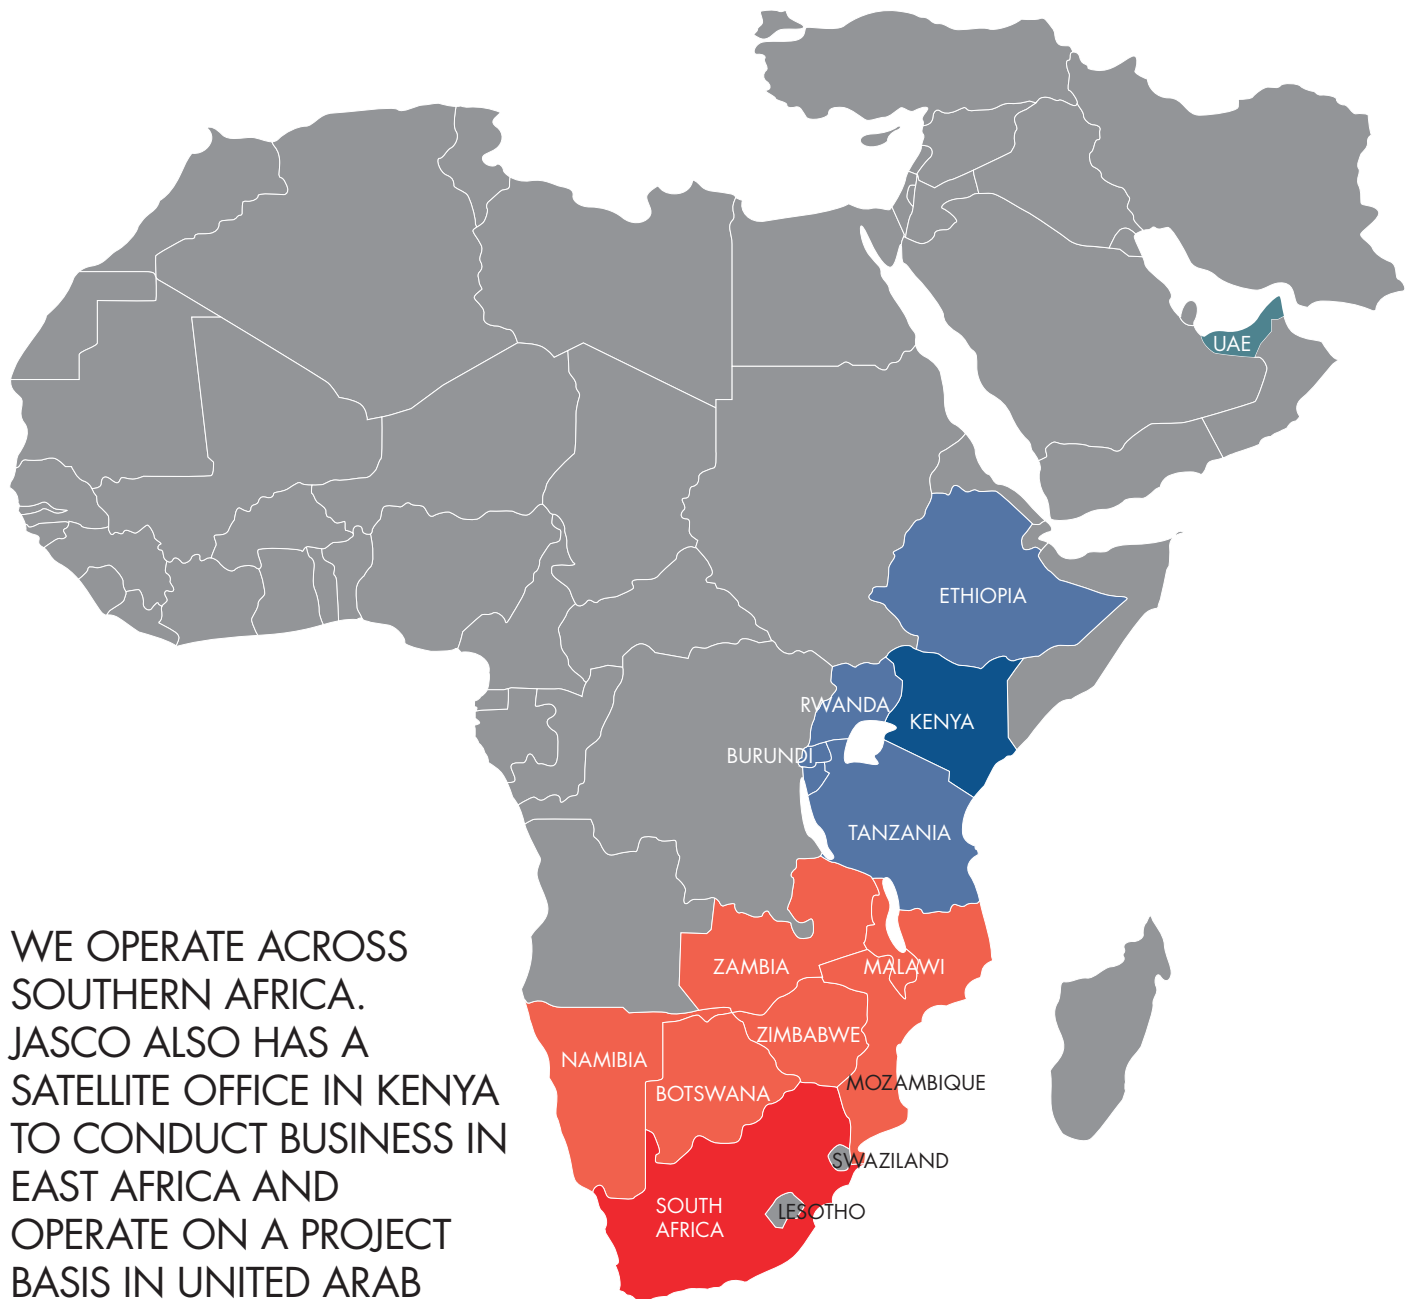 UAE
ETHIOPIA
RWANDA
KENYA
BURUNDI
TANZANIA
ZAMBIA
MALAWI
ZIMBABWE
NAMIBIA
MOZAMBIQUE
BOTSWANA
SWAZILAND
SOUTH
AFRICA
LESOTHO
WE OPERATE ACROSS
SOUTHERN AFRICA.
JASCO ALSO HAS A
SATELLITE OFFICE IN KENYA
TO CONDUCT BUSINESS IN
EAST AFRICA AND
OPERATE ON A PROJECT
BASIS IN UNITED ARAB